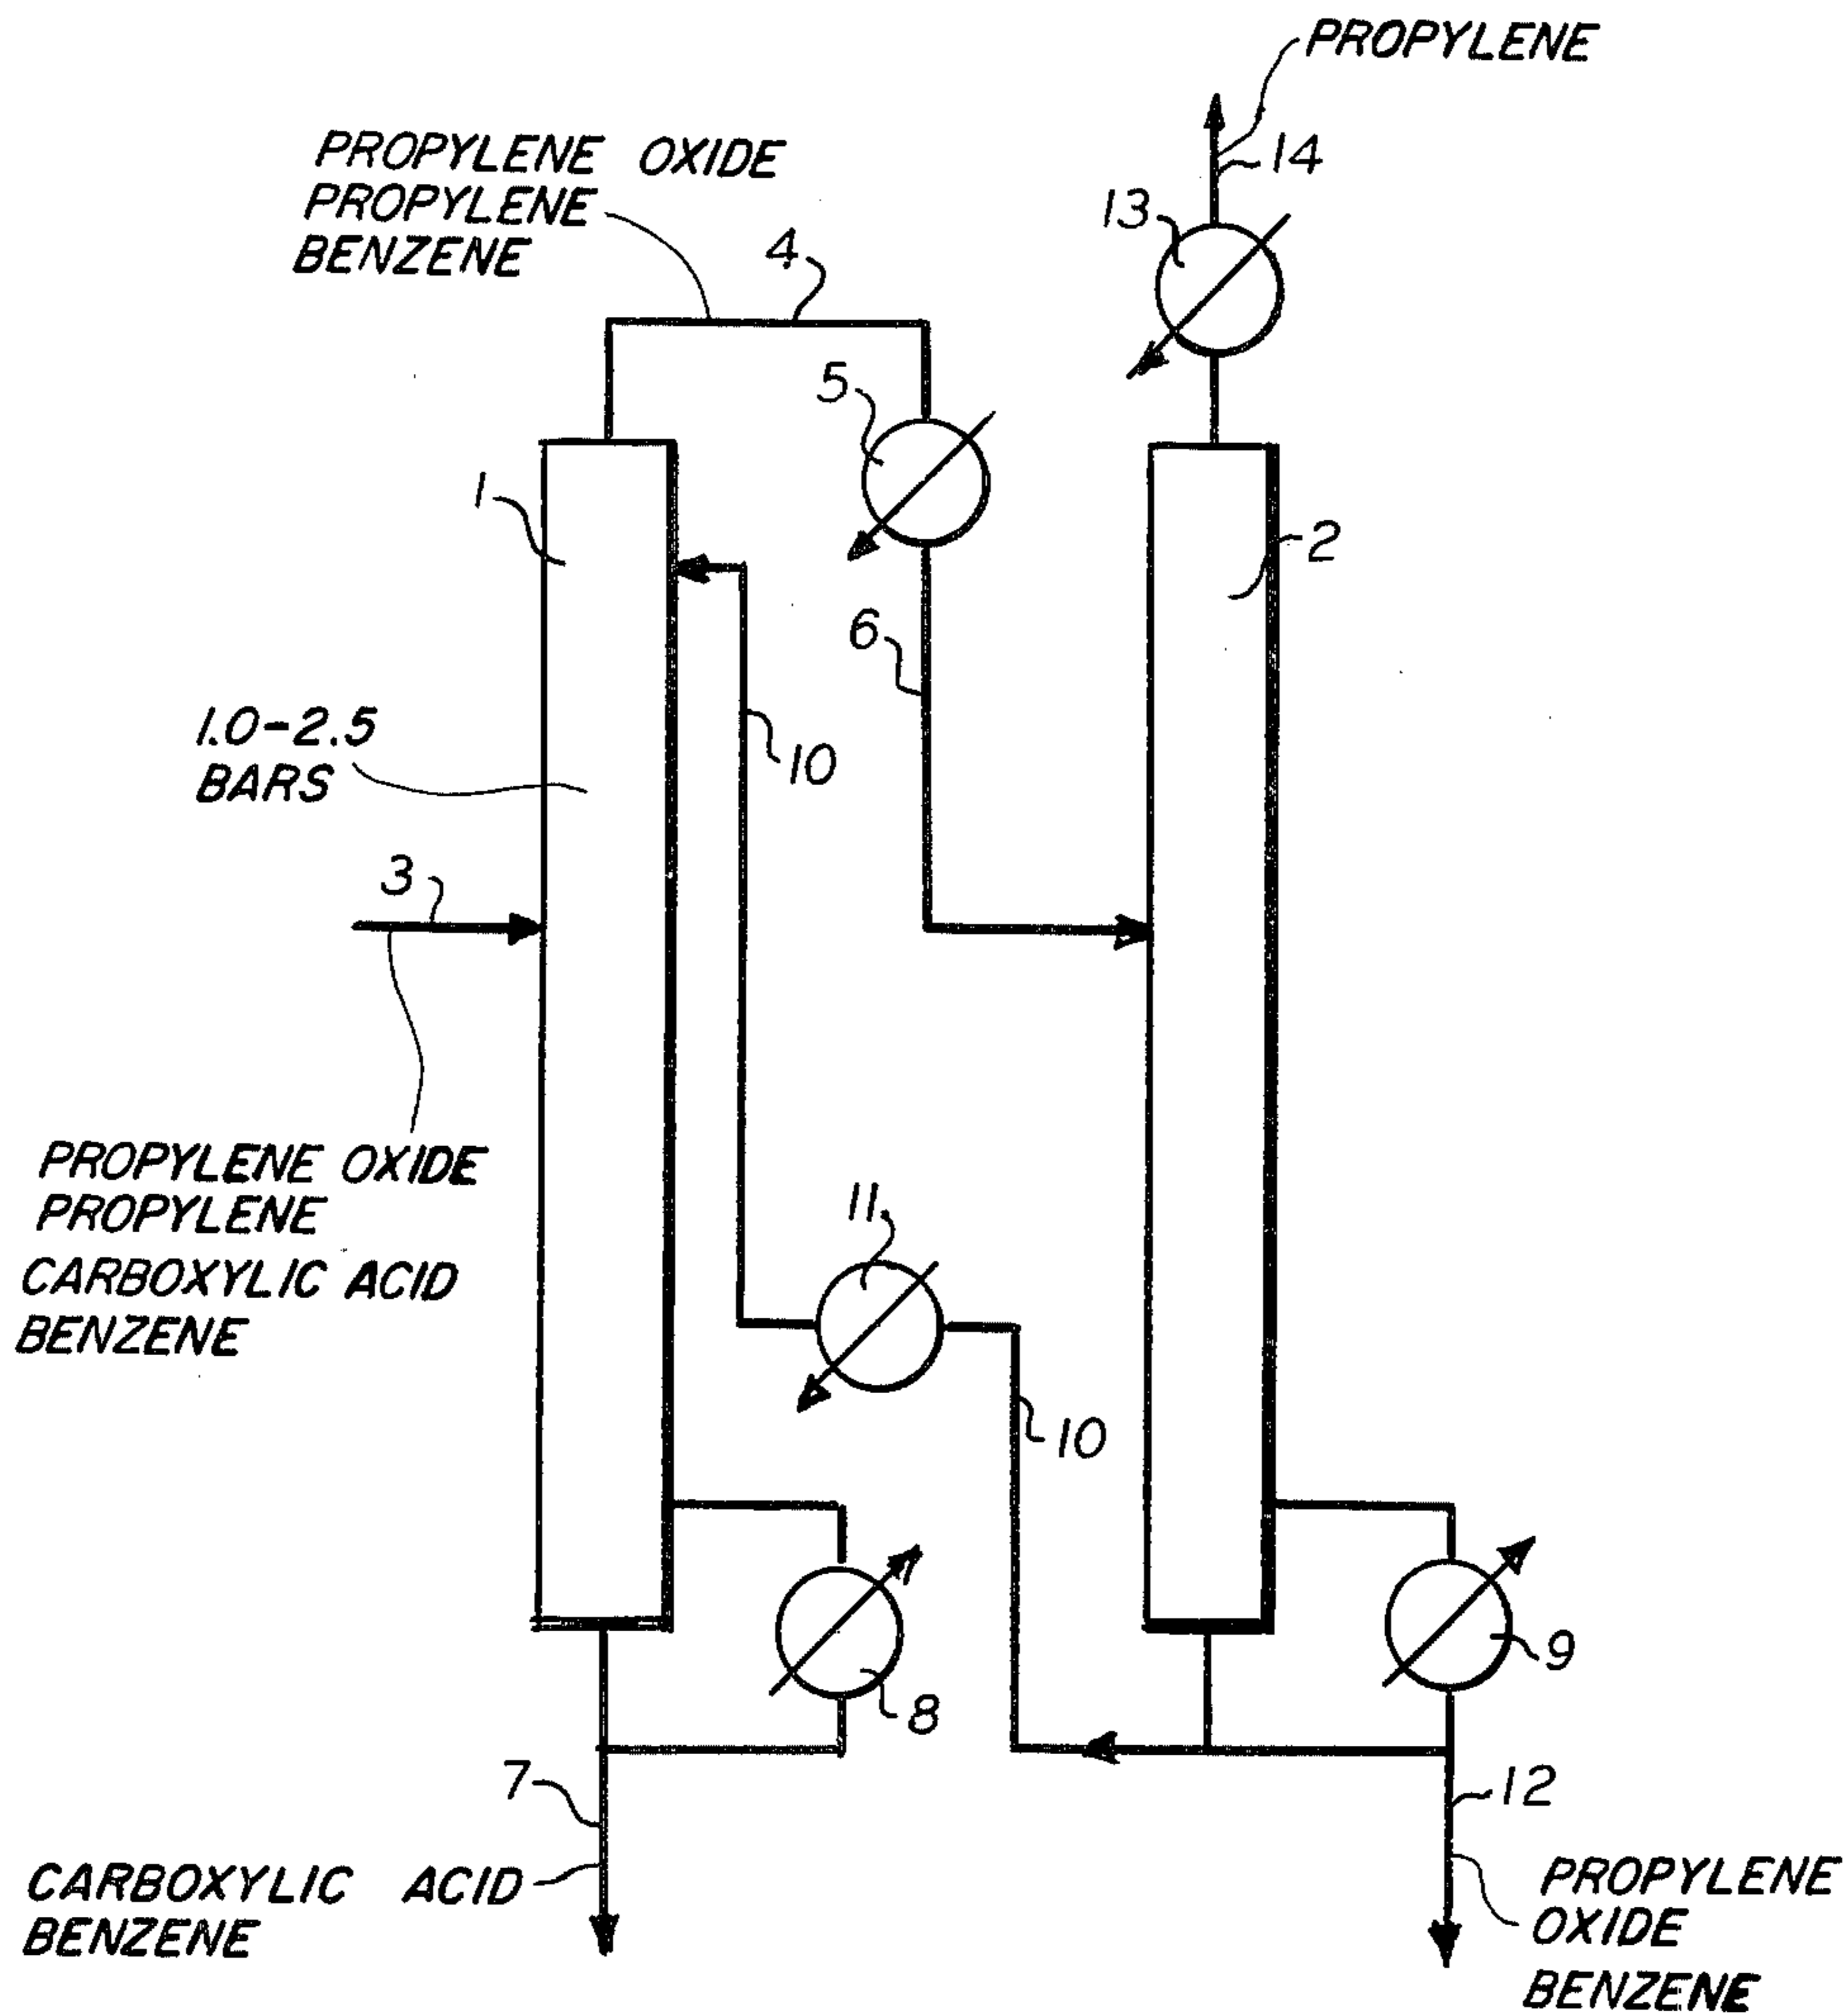 PROPYLENE
14
13
PROPYLENE OXIDE
PROPYLENE
BENZENE
4
5
1
2
6
1.0-2.5
BARS
10
3
PROPYLENE OXIDE
PROPYLENE
CARBOXYLIC ACID
BENZENE
11
10
9
8
7
12
CARBOXYLIC ACID
BENZENE
PROPYLENE
OXIDE
BENZENE